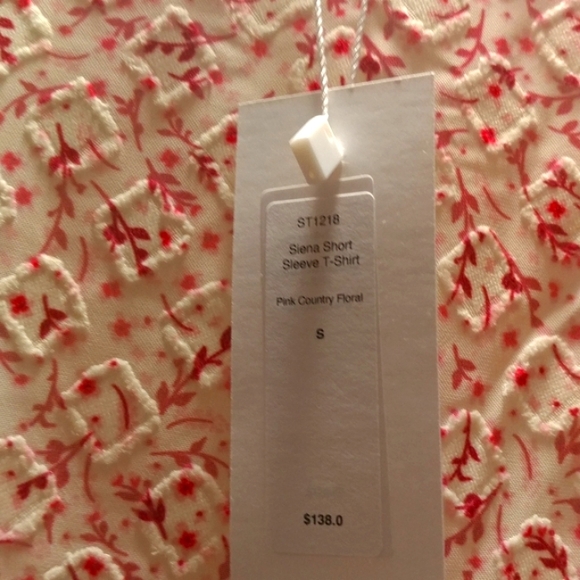 ST1218
Siena Short
Sleeve T-Shirt
Pink Country Floral
S
$138.0